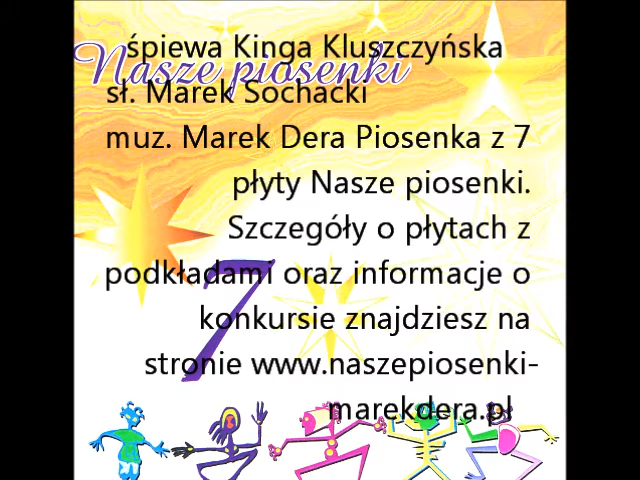 śpiewa Kinga Kluszczyńska
Nasze piosenki
sł. Marek Sochacki
muz. Marek Dera Piosenka z 7
płyty Nasze piosenki.
Szczegóły o płytach z
podkładami oraz informacje o
7
konkursie znajdziesz na
stronie www.naszepiosenki-
marekdera.pl